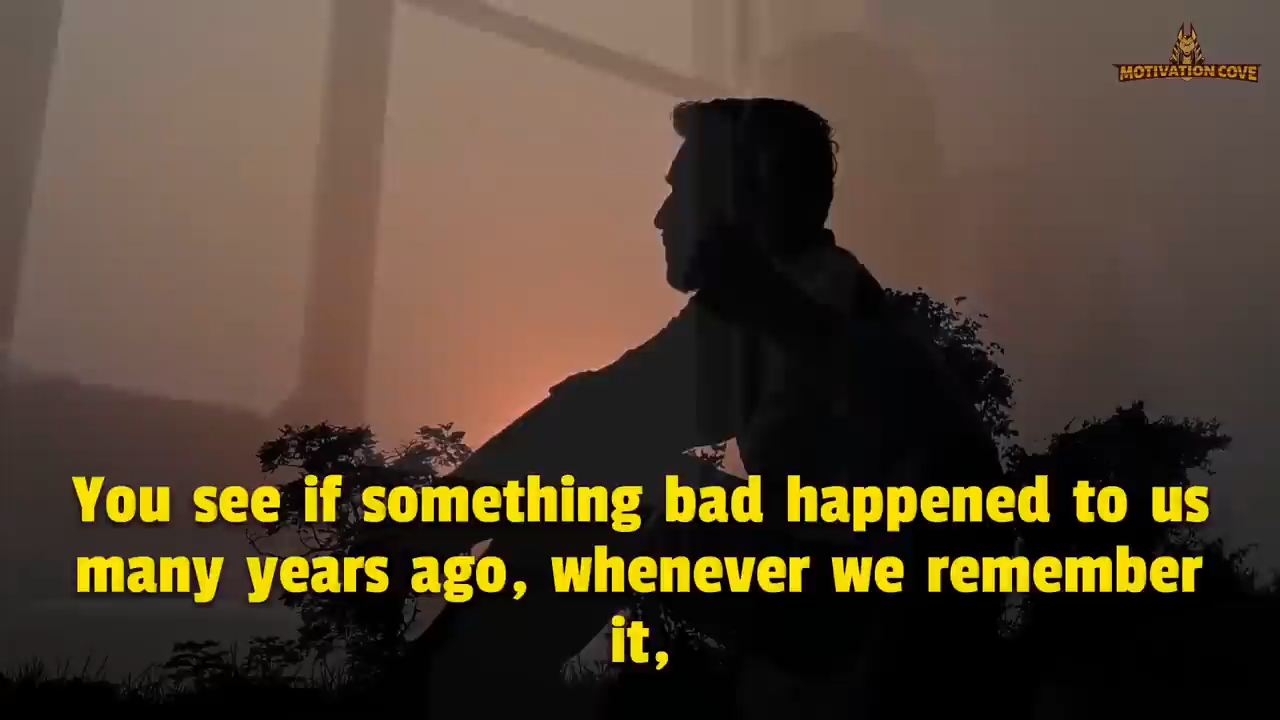 MOTIVATION COVE
You see if something bad happened to us
many years ago, whenever we remember
it,